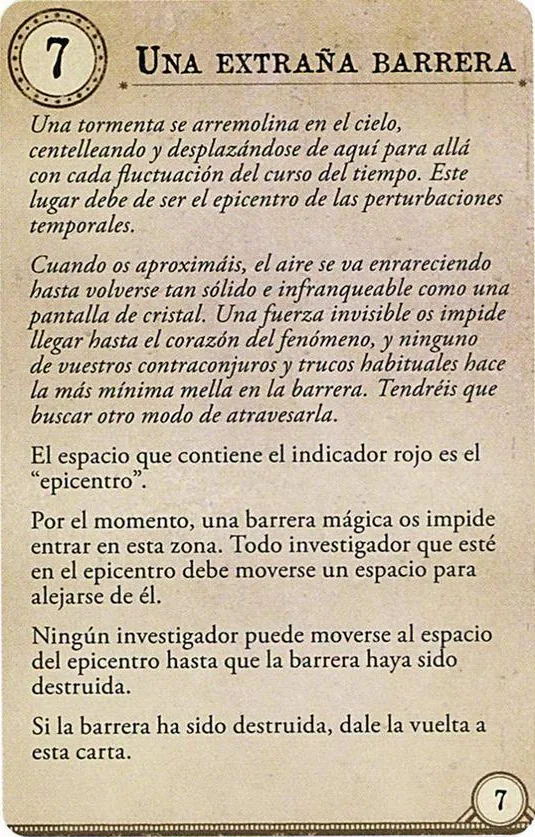 7
UNA EXTRAÑA BARRERA
Una tormenta se arremolina en el cielo,
centelleando y desplazándose de aquí para allá
con cada fluctuación del curso del tiempo. Este
lugar debe de ser el epicentro de las perturbaciones
temporales.
Cuando os aproximáis, el aire se va enrareciendo
hasta volverse tan sólido e infranqueable como una
pantalla de cristal. Una fuerza invisible os impide
llegar hasta el corazón del fenómeno, y ninguno
de vuestros contraconjuros y trucos habituales hace
la más mínima mella en la barrera. Tendréis que
buscar otro modo de atravesarla.
El espacio que contiene el indicador rojo es el
“epicentro”.
Por el momento, una barrera mágica os impide
entrar en esta zona. Todo investigador que esté
en el epicentro debe moverse un espacio para
alejarse de él.
Ningún investigador puede moverse al espacio
del epicentro hasta que la barrera haya sido
destruida.
Si la barrera ha sido destruida, dale la vuelta a
esta carta.
7